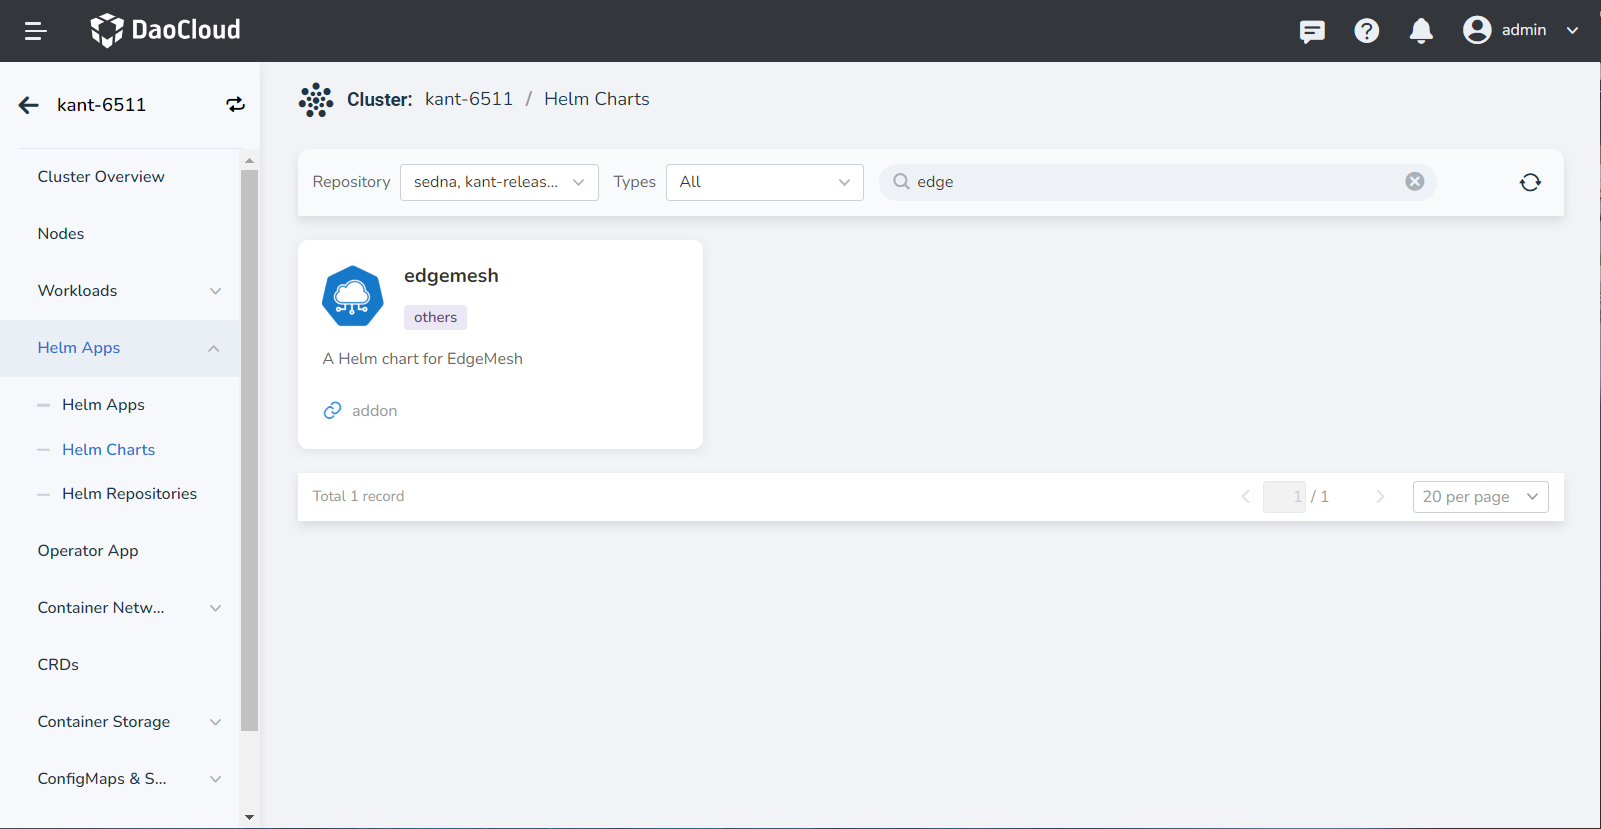 DaoCloud
admin
kant-6511
Cluster: kant-6511 / Helm Charts
Cluster Overview
Nodes
Workloads
Helm Apps
Helm Apps
Helm Charts
Helm Repositories
Operator App
Container Netw...
CRDs
Container Storage
ConfigMaps & S...
Repository sedna, kant-releas... Types All edge
edgemesh
others
A Helm chart for EdgeMesh
addon
Total 1 record 1 / 1 20 per page